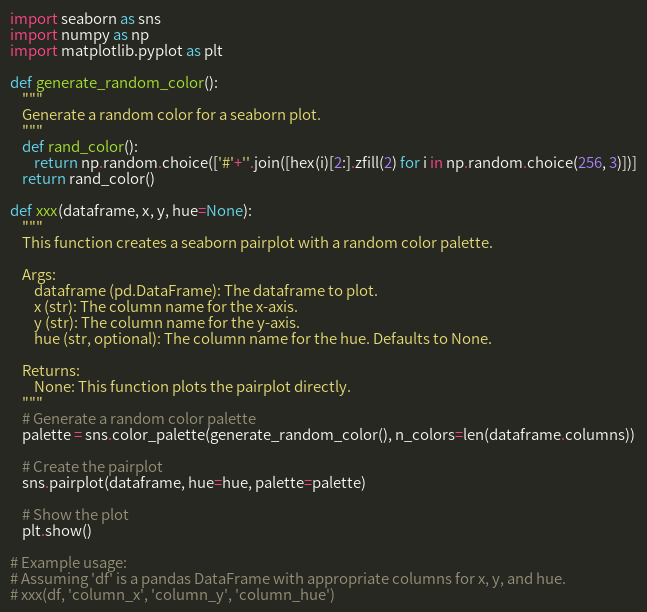 import seaborn as sns
import numpy as np
import matplotlib.pyplot as plt

def generate_random_color():
    """
    Generate a random color for a seaborn plot.
    """
    def rand_color():
        return np.random.choice(['#'+''.join([hex(i)[2:].zfill(2) for i in np.random.choice(256, 3)])]
    return rand_color()

def xxx(dataframe, x, y, hue=None):
    """
    This function creates a seaborn pairplot with a random color palette.

    Args:
        dataframe (pd.DataFrame): The dataframe to plot.
        x (str): The column name for the x-axis.
        y (str): The column name for the y-axis.
        hue (str, optional): The column name for the hue. Defaults to None.

    Returns:
        None: This function plots the pairplot directly.
    """
    # Generate a random color palette
    palette = sns.color_palette(generate_random_color(), n_colors=len(dataframe.columns))

    # Create the pairplot
    sns.pairplot(dataframe, hue=hue, palette=palette)

    # Show the plot
    plt.show()

# Example usage:
# Assuming 'df' is a pandas DataFrame with appropriate columns for x, y, and hue.
# xxx(df, 'column_x', 'column_y', 'column_hue')